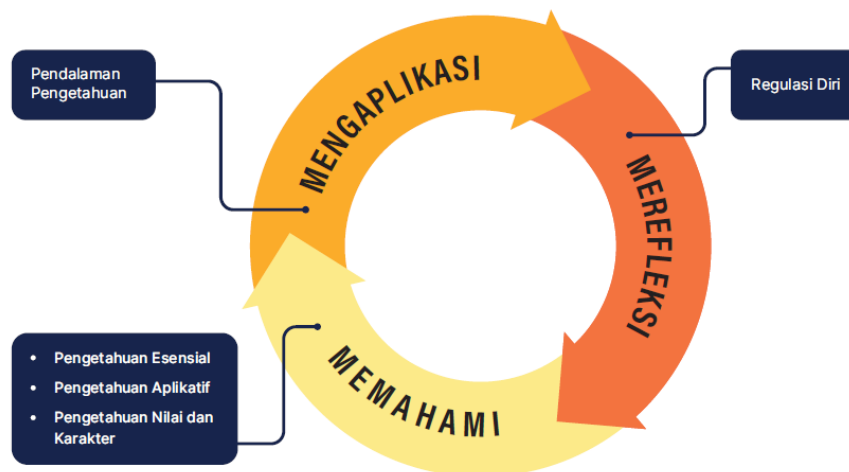 Pendalaman
Pengetahuan
MENGAPLIKASI
Regulasi Diri
MEREFLEKSI
• Pengetahuan Esensial
• Pengetahuan Aplikatif
• Pengetahuan Nilai dan
Karakter
MEMAHAMI